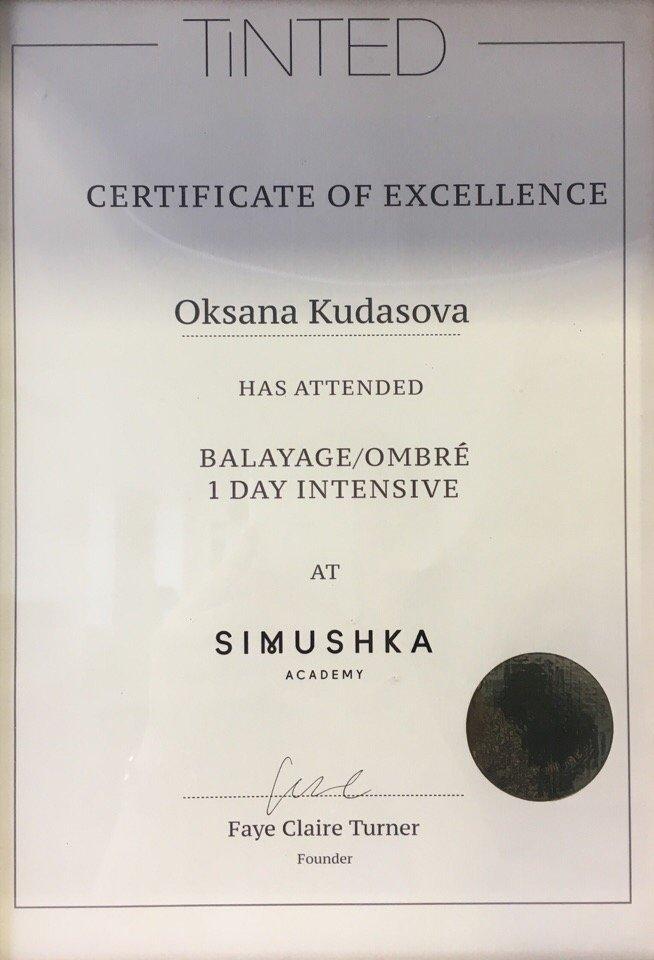 TiNTED
CERTIFICATE OF EXCELLENCE
Oksana Kudasova
HAS ATTENDED
BALAYAGE/OMBRÉ
1 DAY INTENSIVE
AT
SIMUSHKA
ACADEMY
Faye
Faye Claire Turner
Founder